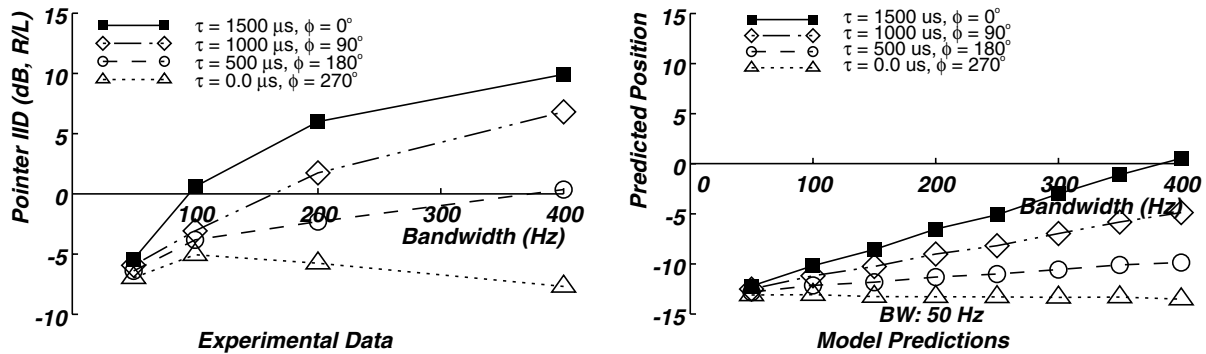 15
10
5
0
-5
-10
Pointer IID (dB, R/L)
τ = 1500 μs, ϕ = 0°
τ = 1000 μs, ϕ = 90°
τ = 500 μs, ϕ = 180°
τ = 0.0 μs, ϕ = 270°
100 200 300 400
Bandwidth (Hz)
Experimental Data
15
10
5
0
-5
-10
-15
Predicted Position
τ = 1500 us, ϕ = 0°
τ = 1000 us, ϕ = 90°
τ = 500 us, ϕ = 180°
τ = 0.0 us, ϕ = 270°
0 100 200 300 400
Bandwidth (Hz)
BW: 50 Hz
Model Predictions